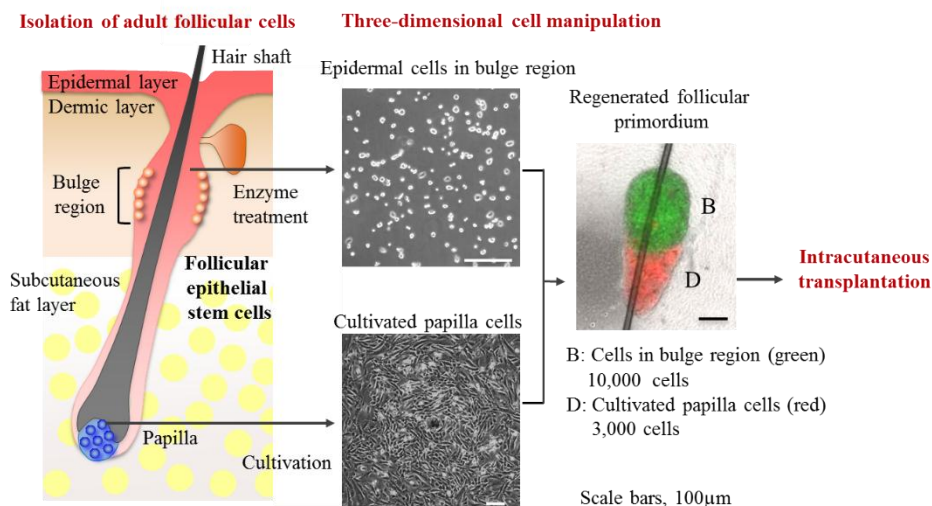 Isolation of adult follicular cells
Three-dimensional cell manipulation
Hair shaft
Epidermal layer
Dermic layer
Bulge
region
Enzyme
treatment
Subcutaneous
fat layer
Follicular
epithelial
stem cells
Papilla
Cultivation
Epidermal cells in bulge region
Cultivated papilla cells
Regenerated follicular
primordium
B
D
B: Cells in bulge region (green)
10,000 cells
D: Cultivated papilla cells (red)
3,000 cells
Scale bars, 100μm
Intracutaneous
transplantation